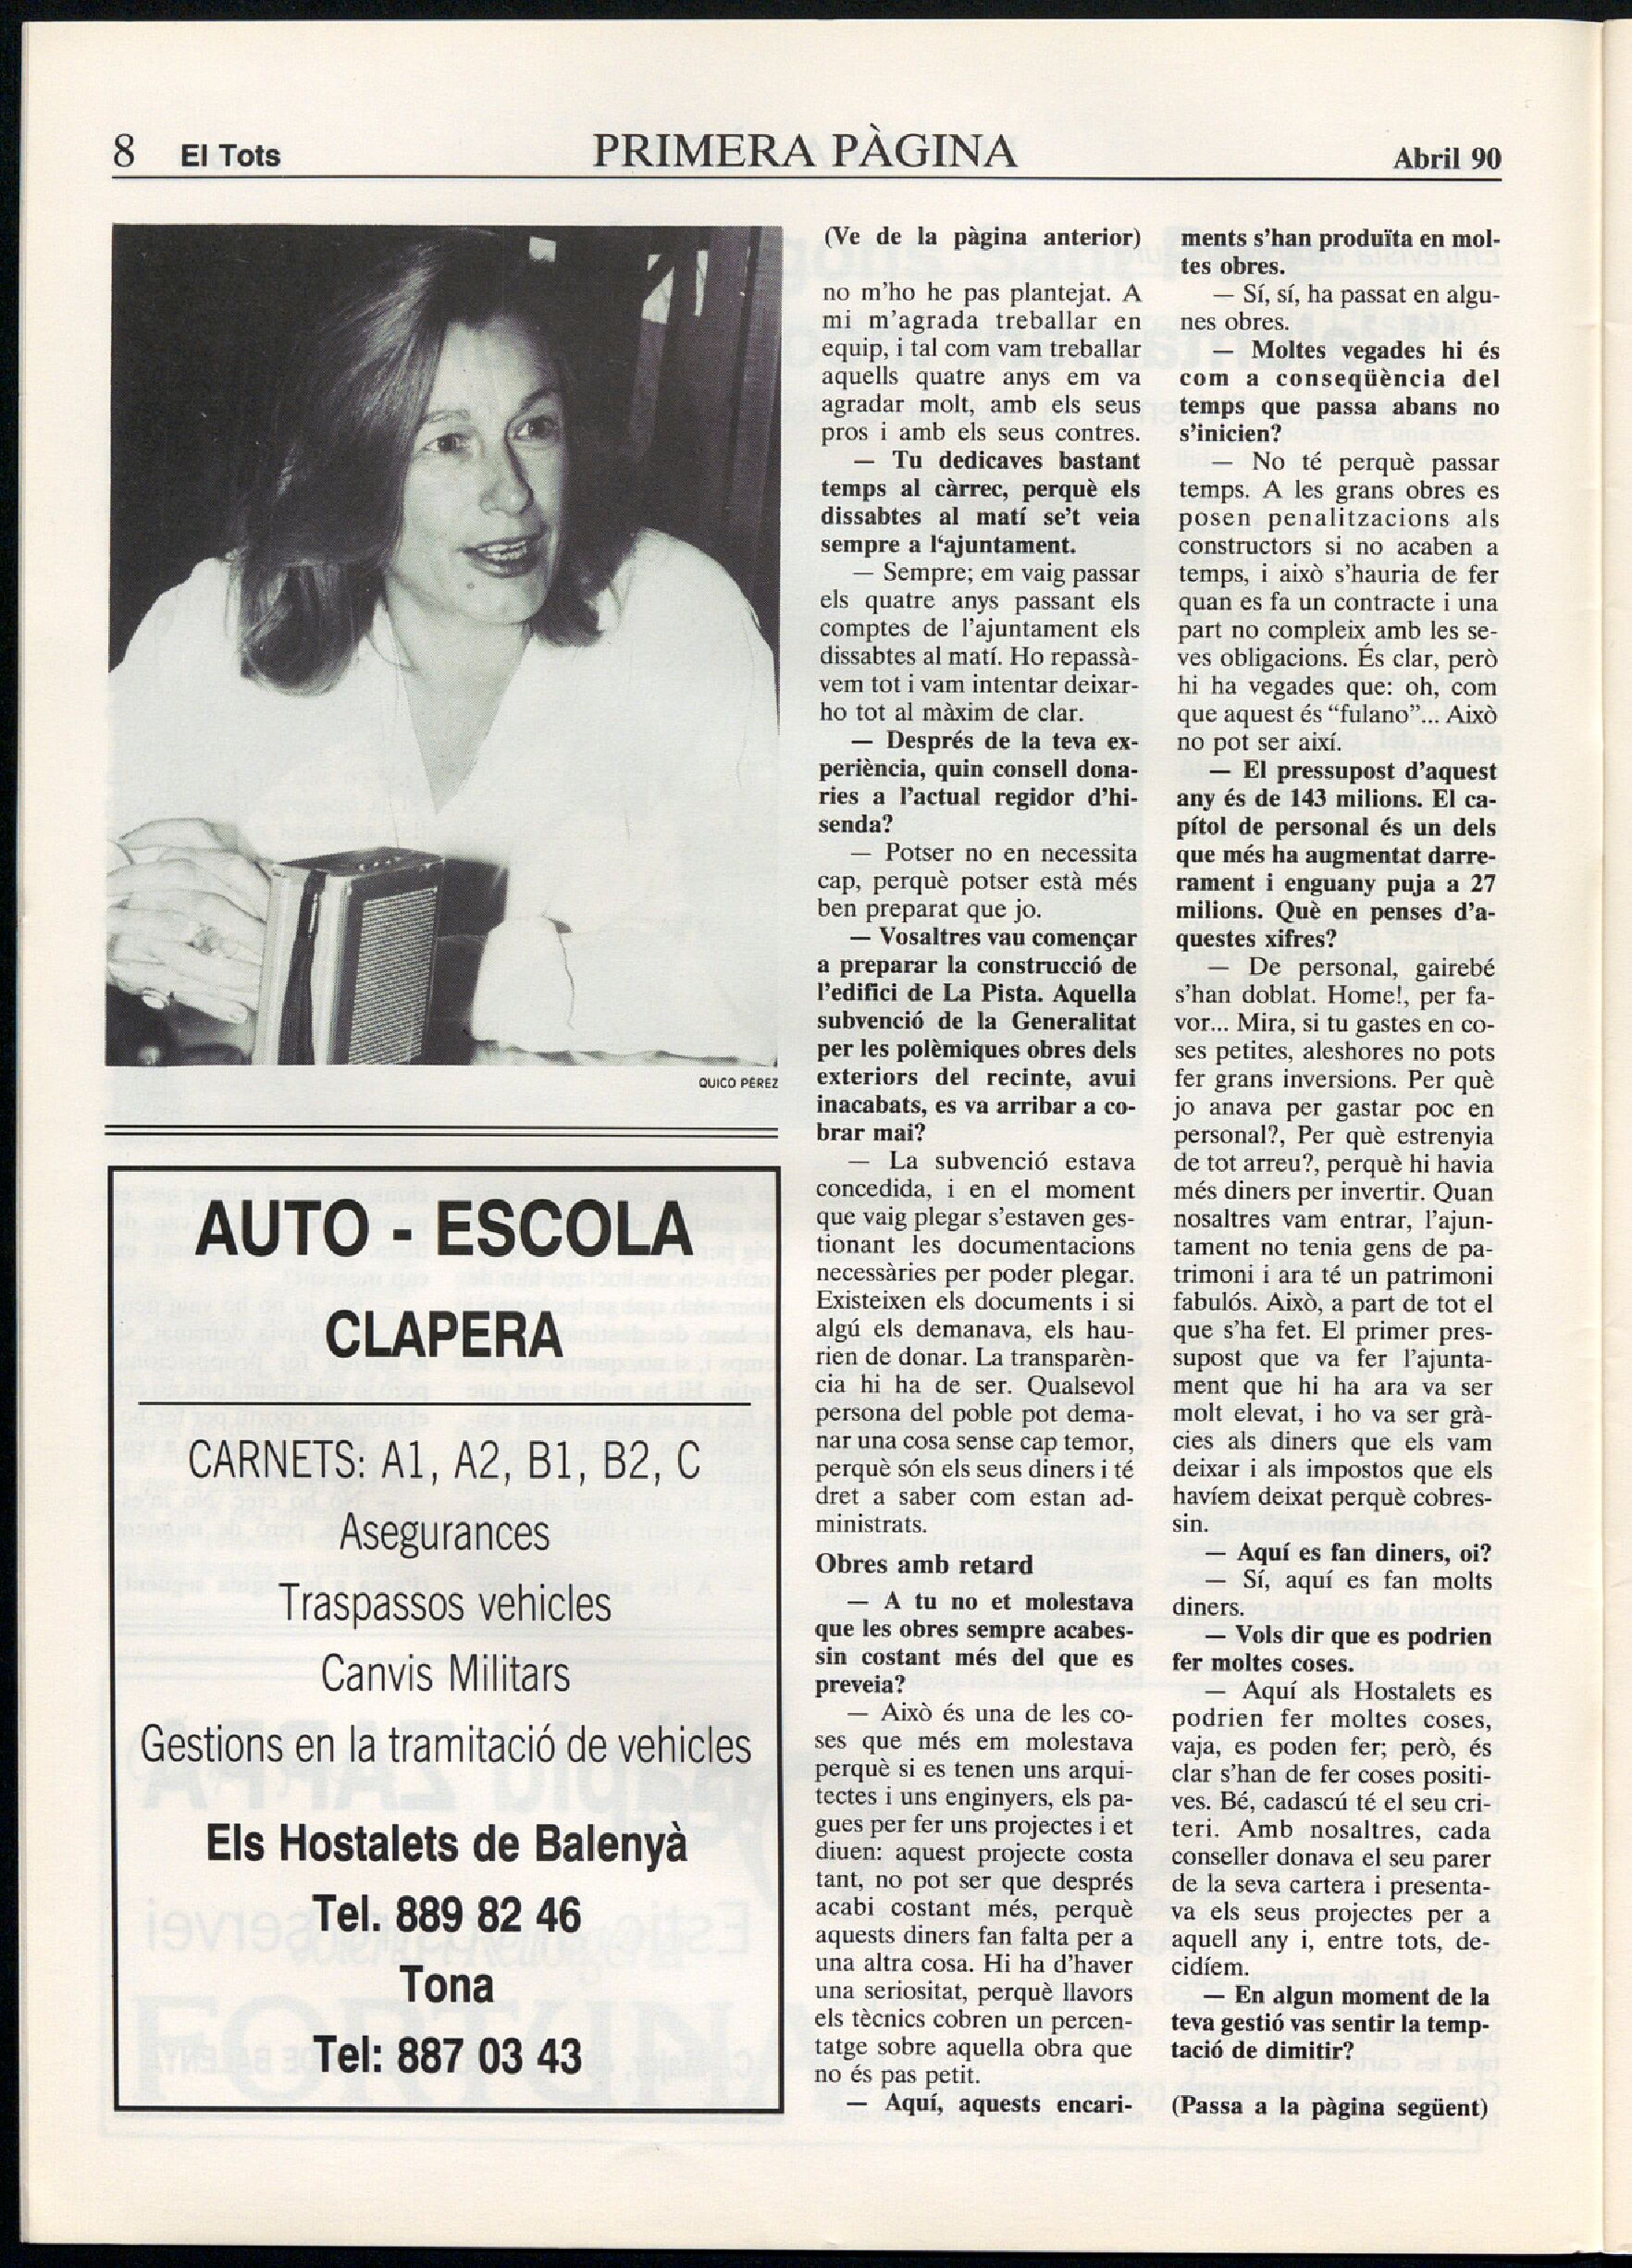 8 El Tots PRIMERA PÀGINA Abril 90
QUICO PÉREZ
AUTO - ESCOLA
CLAPERA
CARNETS: A1, A2, B1, B2, C
Asegurances
Traspassos vehicles
Canvis Militars
Gestions en la tramitació de vehicles
Els Hostalets de Balenyà
Tel. 889 82 46
Tona
Tel: 887 03 43
(Ve de la pàgina anterior)
no m'ho he pas plantejat. A
mi m'agrada treballar en
equip, i tal com vam treballar
aquells quatre anys em va
agradar molt, amb els seus
pros i amb els seus contres.
— Tu dedicaves bastant
temps al càrrec, perquè els
dissabtes al matí se't veia
sempre a l‘ajuntament.
— Sempre; em vaig passar
els quatre anys passant els
comptes de l'ajuntament els
dissabtes al matí. Ho repassà-
vem tot i vam intentar deixar-
ho tot al màxim de clar.
— Després de la teva ex-
periència, quin consell dona-
ries a l'actual regidor d'hi-
senda?
— Potser no en necessita
cap, perquè potser està més
ben preparat que jo.
— Vosaltres vau començar
a preparar la construcció de
l'edifici de La Pista. Aquella
subvenció de la Generalitat
per les polèmiques obres dels
exteriors del recinte, avui
inacabats, es va arribar a co-
brar mai?
— La subvenció estava
concedida, i en el moment
que vaig plegar s'estaven ges-
tionant les documentacions
necessàries per poder plegar.
Existeixen els documents i si
algú els demanava, els hau-
rien de donar. La transparèn-
cia hi ha de ser. Qualsevol
persona del poble pot dema-
nar una cosa sense cap temor,
perquè són els seus diners i té
dret a saber com estan ad-
ministrats.
Obres amb retard
— A tu no et molestava
que les obres sempre acabes-
sin costant més del que es
preveia?
— Això és una de les co-
ses que més em molestava
perquè si es tenen uns arqui-
tectes i uns enginyers, els pa-
gues per fer uns projectes i et
diuen: aquest projecte costa
tant, no pot ser que després
acabi costant més, perquè
aquests diners fan falta per a
una altra cosa. Hi ha d'haver
una seriositat, perquè llavors
els tècnics cobren un percen-
tatge sobre aquella obra que
no és pas petit.
— Aquí, aquests encari-
ments s'han produïta en mol-
tes obres.
— Sí, sí, ha passat en algu-
nes obres.
— Moltes vegades hi és
com a conseqüència del
temps que passa abans no
s'inicien?
— No té perquè passar
temps. A les grans obres es
posen penalitzacions als
constructors si no acaben a
temps, i això s'hauria de fer
quan es fa un contracte i una
part no compleix amb les se-
ves obligacions. És clar, però
hi ha vegades que: oh, com
que aquest és “fulano”... Això
no pot ser així.
— El pressupost d'aquest
any és de 143 milions. El ca-
pítol de personal és un dels
que més ha augmentat darre-
rament i enguany puja a 27
milions. Què en penses d'a-
questes xifres?
— De personal, gairebé
s'han doblat. Home!, per fa-
vor... Mira, si tu gastes en co-
ses petites, aleshores no pots
fer grans inversions. Per què
jo anava per gastar poc en
personal?, Per què estrenyia
de tot arreu?, perquè hi havia
més diners per invertir. Quan
nosaltres vam entrar, l'ajun-
tament no tenia gens de pa-
trimoni i ara té un patrimoni
fabulós. Això, a part de tot el
que s'ha fet. El primer pres-
supost que va fer l'ajunta-
ment que hi ha ara va ser
molt elevat, i ho va ser grà-
cies als diners que els vam
deixar i als impostos que els
havíem deixat perquè cobres-
sin.
— Aquí es fan diners, oi?
— Sí, aquí es fan molts
diners.
— Vols dir que es podrien
fer moltes coses.
— Aquí als Hostalets es
podrien fer moltes coses,
vaja, es poden fer; però, és
clar s'han de fer coses positi-
ves. Bé, cadascú té el seu cri-
teri. Amb nosaltres, cada
conseller donava el seu parer
de la seva cartera i presenta-
va els seus projectes per a
aquell any i, entre tots, de-
cidíem.
— En algun moment de la
teva gestió vas sentir la temp-
tació de dimitir?
(Passa a la pàgina següent)